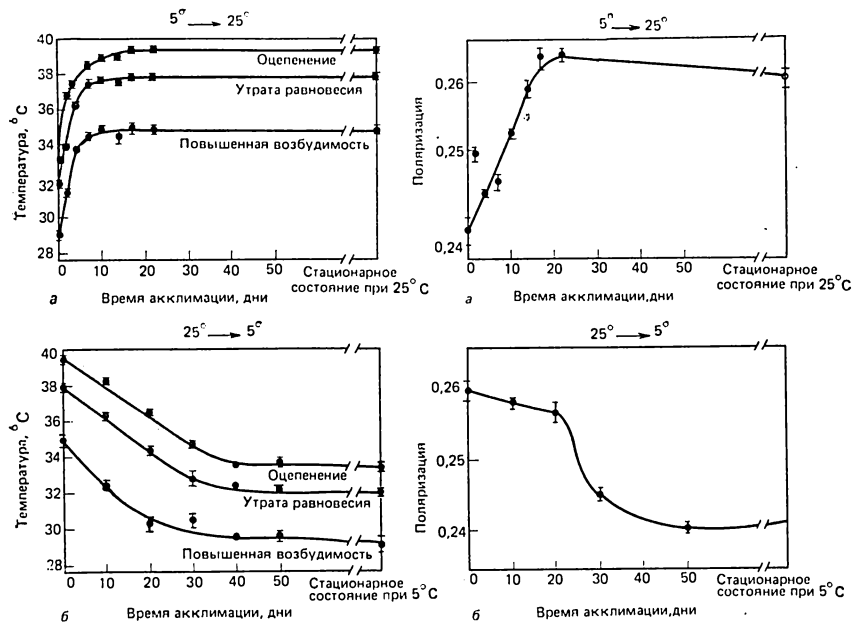 5° → 25°
40
38
36
34
32
30
28
Температура, °C
Оцепенение
Утрата равновесия
Повышенная возбудимость
0 10 20 30 40 50
Стационарное
состояние при 25°C
а Время акклимации, дни
5° → 25°
0,26
0,25
0,24
Поляризация
0 10 20 30 40 50
Стационарное
состояние при 25°C
а Время акклимации,дни
25° → 5°
40
38
35
34
32
30
28
Температура, °C
Оцепенение
Утрата равновесия
Повышенная возбудимость
0 10 20 30 40 50
Стационарное
состояние при 5°C
б Время акклимации, дни
25° → 5°
0,26
0,25
0,24
Поляризация
0 10 20 30 40 50
Стационарное
состояние при 5°C
б Время акклимации,дни